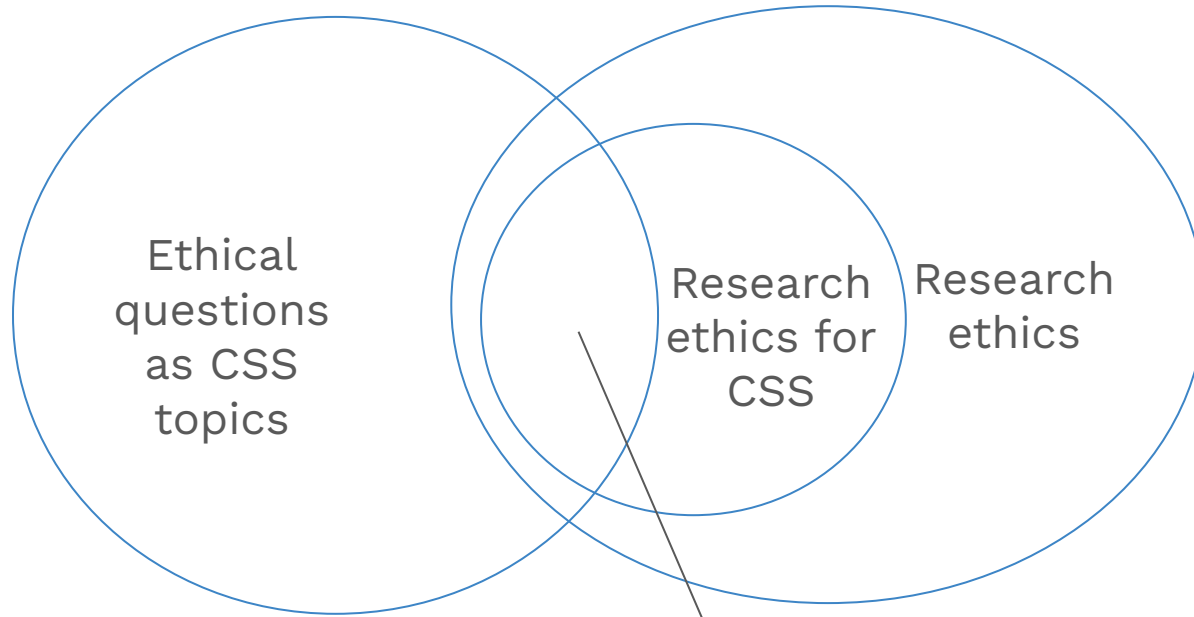 Ethical
questions
as CSS
topics
Research
ethics for
CSS
Research
ethics